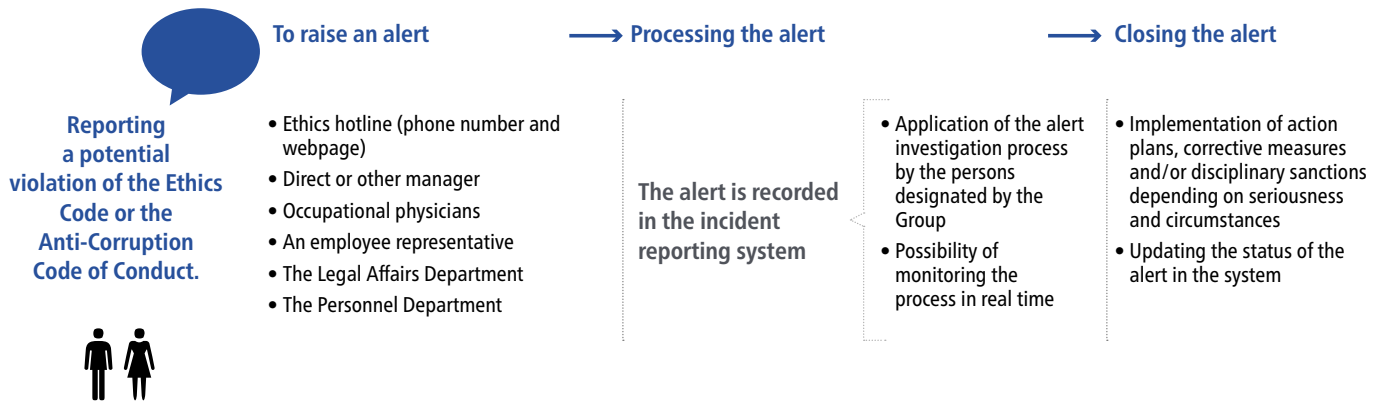 To raise an alert
Processing the alert
Closing the alert
Reporting
a potential
violation of the Ethics
Code or the
Anti-Corruption
Code of Conduct.
• Ethics hotline (phone number and
webpage)
• Direct or other manager
• Occupational physicians
• An employee representative
• The Legal Affairs Department
• The Personnel Department
The alert is recorded
in the incident
reporting system
• Application of the alert
investigation process
by the persons
designated by the
Group
• Possibility of
monitoring the
process in real time
• Implementation of action
plans, corrective measures
and/or disciplinary sanctions
depending on seriousness
and circumstances
• Updating the status of the
alert in the system